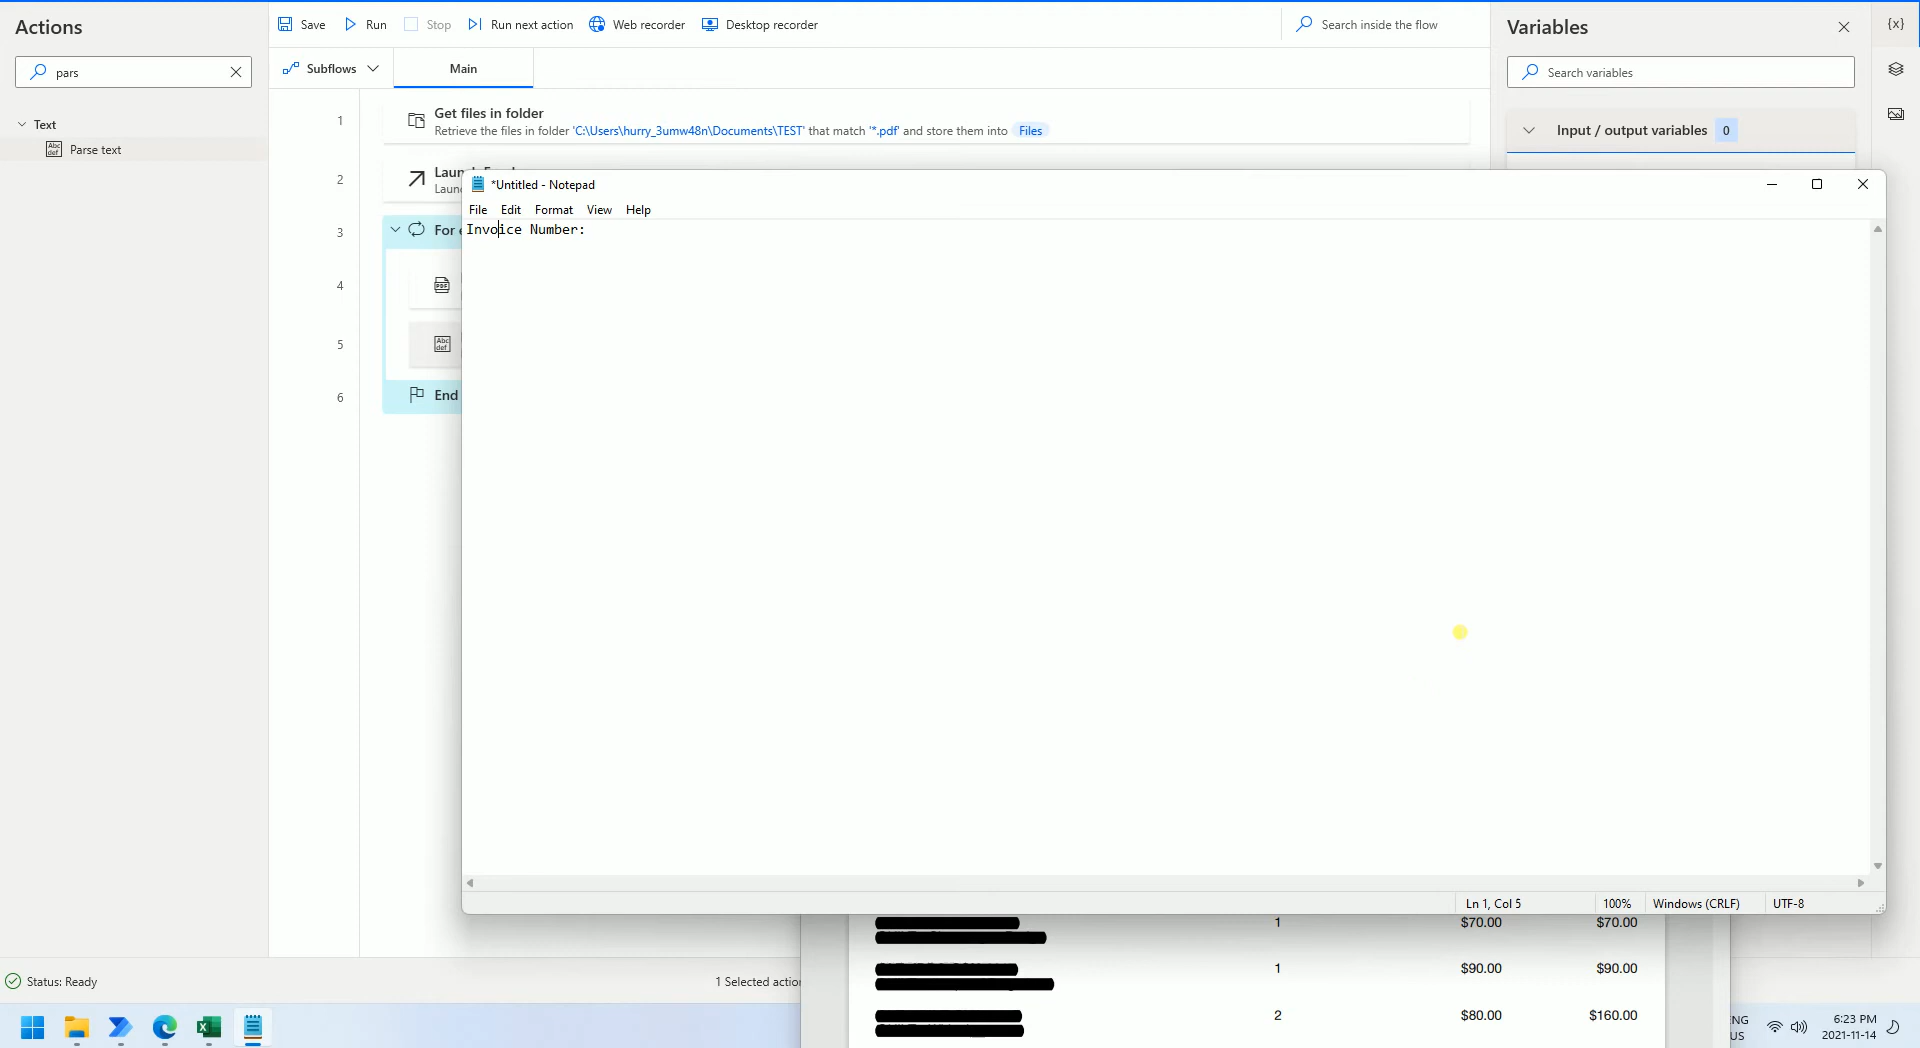 Actions
pars
Text
Parse text
Save
Run
Stop
Run next action
Web recorder
Desktop recorder
Search inside the flow
Subflows
Main
1
Get files in folder
Retrieve the files in folder 'C:\Users\hurry_3umw48n\Documents\TEST' that match '*.pdf' and store them into Files
2
3
For
4
5
6
End
Variables
{x}
Search variables
Input / output variables 0
*Untitled - Notepad
File Edit Format View Help
Invoice Number:
Ln 1, Col 5
100%
Windows (CRLF)
UTF-8
1 $70.00 $70.00
1 $90.00 $90.00
2 $80.00 $160.00
Status: Ready
1 Selected
US
6:23 PM
2021-11-14